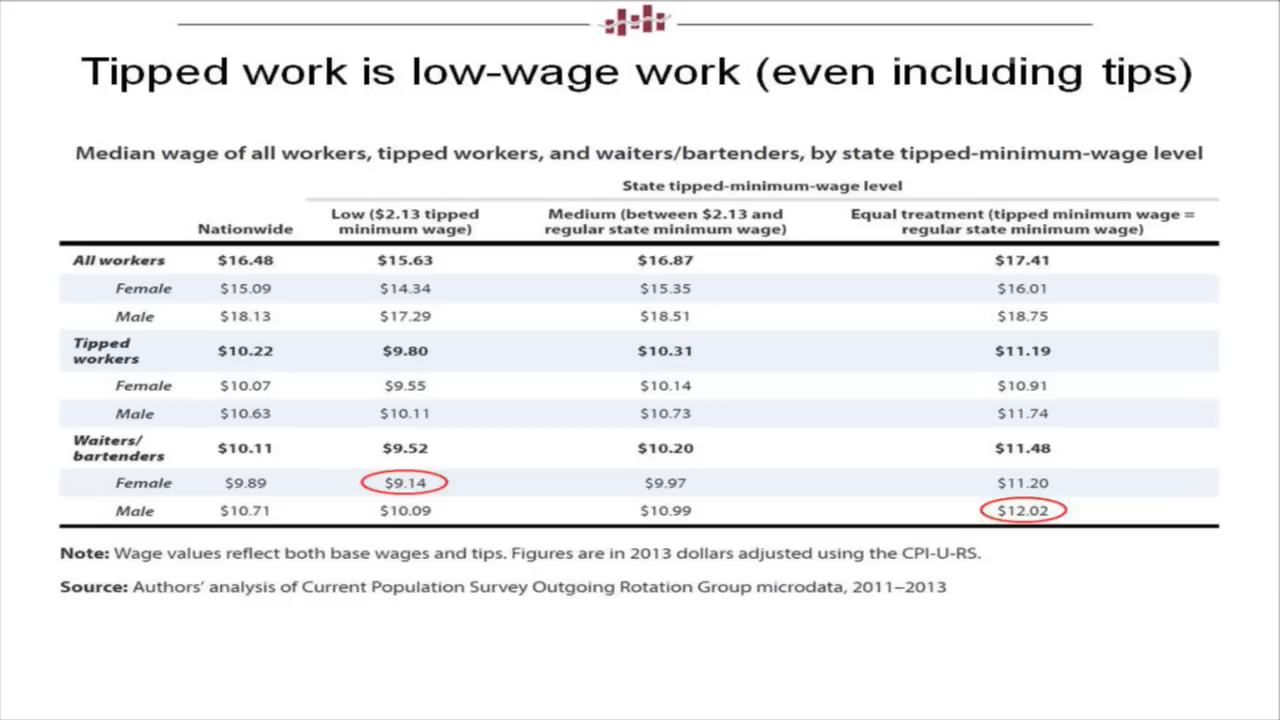 Tipped work is low-wage work (even including tips)
Median wage of all workers, tipped workers, and waiters/bartenders, by state tipped-minimum-wage level
State tipped-minimum-wage level
Nationwide Low ($2.13 tipped minimum wage) Medium (between $2.13 and regular state minimum wage) Equal treatment (tipped minimum wage = regular state minimum wage)
All workers $16.48 $15.63 $16.87 $17.41
Female $15.09 $14.34 $15.35 $16.01
Male $18.13 $17.29 $18.51 $18.75
Tipped workers $10.22 $9.80 $10.31 $11.19
Female $10.07 $9.55 $10.14 $10.91
Male $10.63 $10.11 $10.73 $11.74
Waiters/ bartenders $10.11 $9.52 $10.20 $11.48
Female $9.89 $9.14 $9.97 $11.20
Male $10.71 $10.09 $10.99 $12.02
Note: Wage values reflect both base wages and tips. Figures are in 2013 dollars adjusted using the CPI-U-RS.
Source: Authors' analysis of Current Population Survey Outgoing Rotation Group microdata, 2011–2013